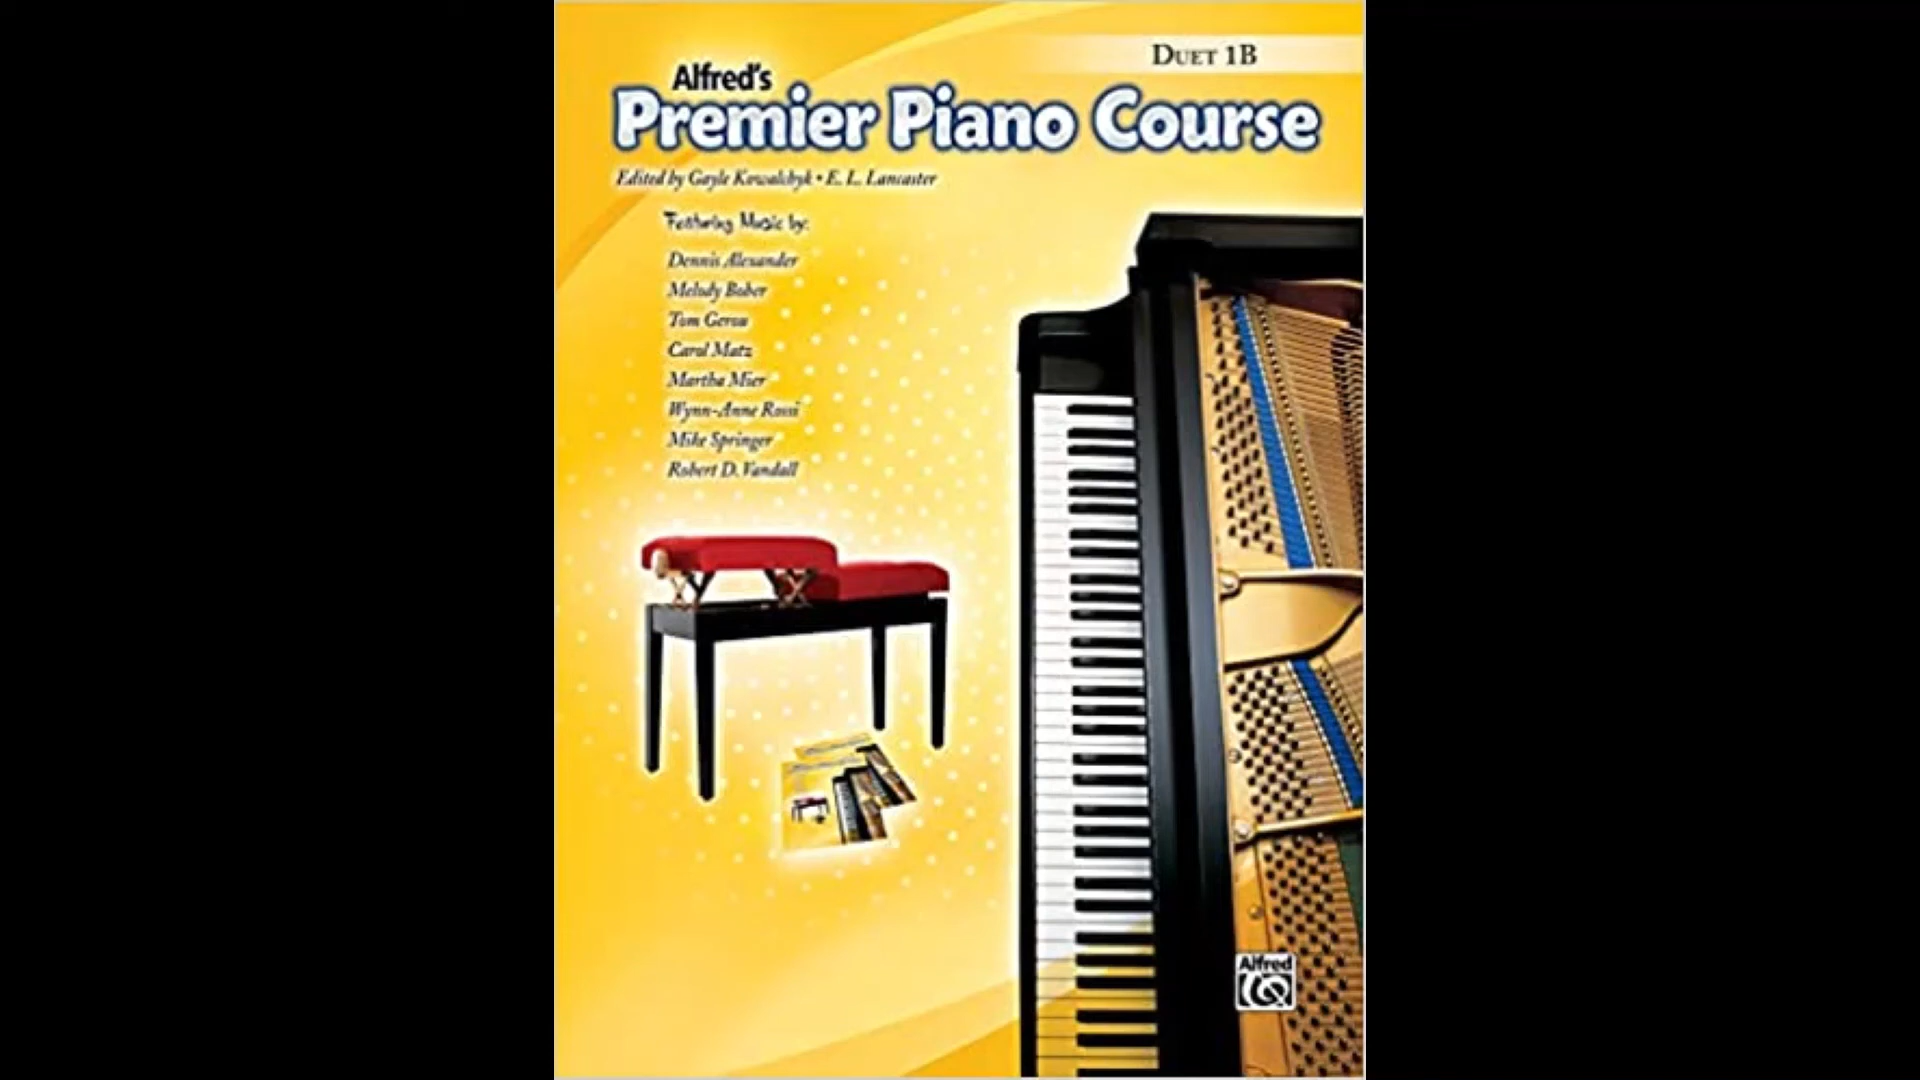 DUET 1B
Alfred's
Premier Piano Course
Edited by Gayle Kowalchyk • E. L. Lancaster
Featuring Music by:
Dennis Alexander
Melody Bober
Tom Gerou
Carol Matz
Martha Mier
Wynn-Anne Rossi
Mike Springer
Robert D. Vandall
Alfred